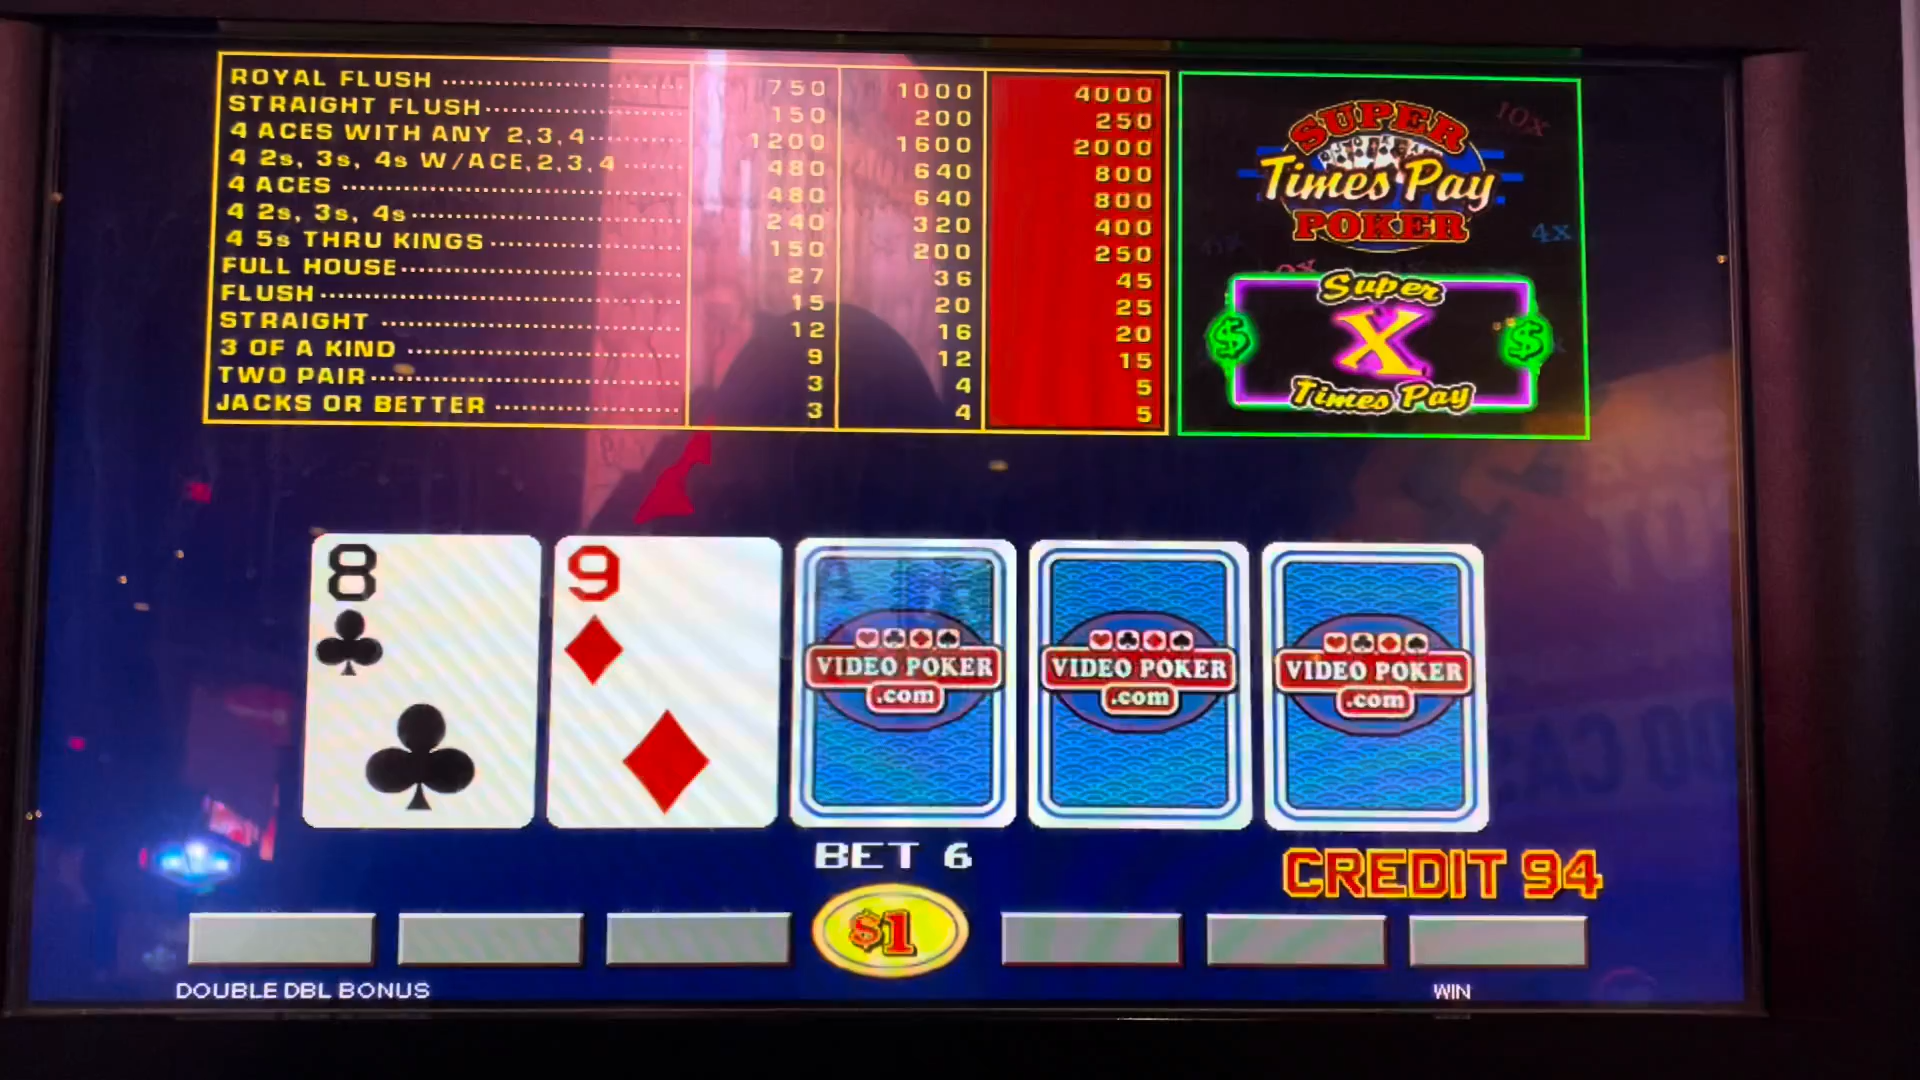 ROYAL FLUSH 750 1000 4000
STRAIGHT FLUSH 150 200 250
4 ACES WITH ANY 2,3,4 1200 1600 2000
4 2s, 3s, 4s W/ACE,2,3,4 480 640 800
4 ACES 480 640 800
4 2s, 3s, 4s 240 320 400
4 5s THRU KINGS 150 200 250
FULL HOUSE 27 36 45
FLUSH 15 20 25
STRAIGHT 12 16 20
3 OF A KIND 9 12 15
TWO PAIR 3 4 5
JACKS OR BETTER 3 4 5
10X
SUPER
Times Pay
POKER
4X
Super
$ X $
Times Pay
8 9
VIDEO POKER
.com
VIDEO POKER
.com
VIDEO POKER
.com
BET 6
CREDIT 94
$1
DOUBLE DBL BONUS
WIN